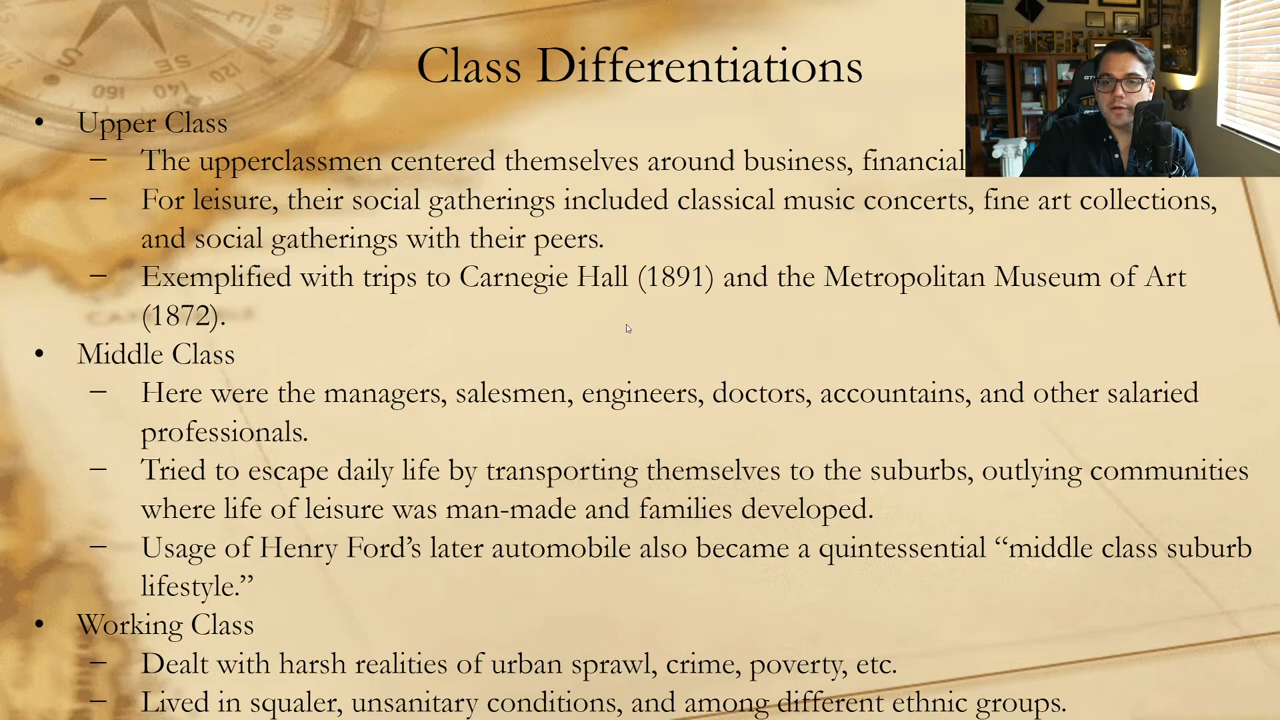 Class Differentiations
• Upper Class
– The upperclassmen centered themselves around business, financial
– For leisure, their social gatherings included classical music concerts, fine art collections,
and social gatherings with their peers.
– Exemplified with trips to Carnegie Hall (1891) and the Metropolitan Museum of Art
(1872).
• Middle Class
– Here were the managers, salesmen, engineers, doctors, accountants, and other salaried
professionals.
– Tried to escape daily life by transporting themselves to the suburbs, outlying communities
where life of leisure was man-made and families developed.
– Usage of Henry Ford’s later automobile also became a quintessential “middle class suburb
lifestyle.”
• Working Class
– Dealt with harsh realities of urban sprawl, crime, poverty, etc.
– Lived in squaler, unsanitary conditions, and among different ethnic groups.